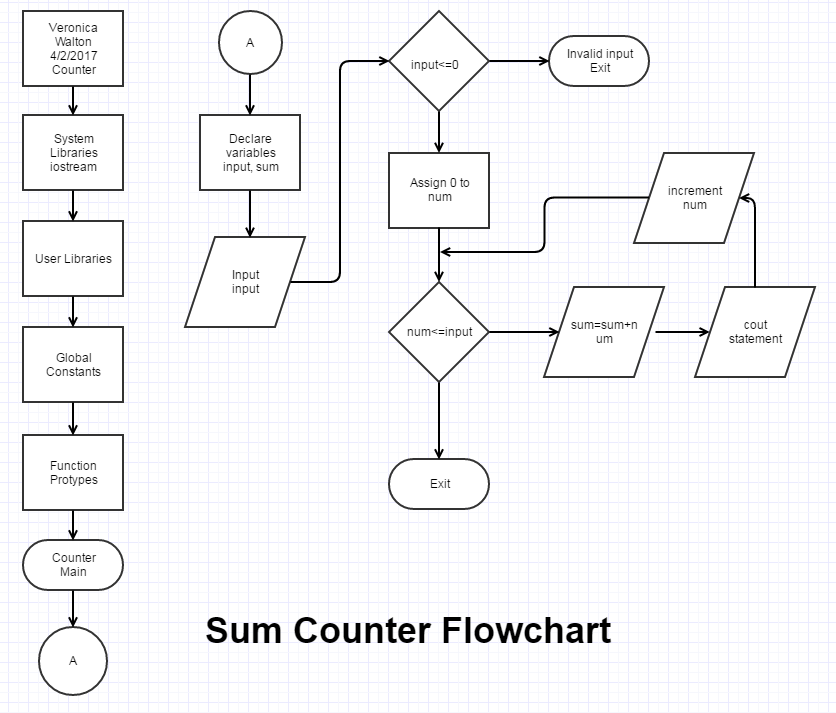 Veronica
Walton
4/2/2017
Counter
System
Libraries
iostream
User Libraries
Global
Constants
Function
Protypes
Counter
Main
A
A
Declare
variables
input, sum
Input
input
input<=0
Invalid input
Exit
Assign 0 to
num
num<=input
sum=sum+n
um
cout
statement
increment
num
Exit
Sum Counter Flowchart